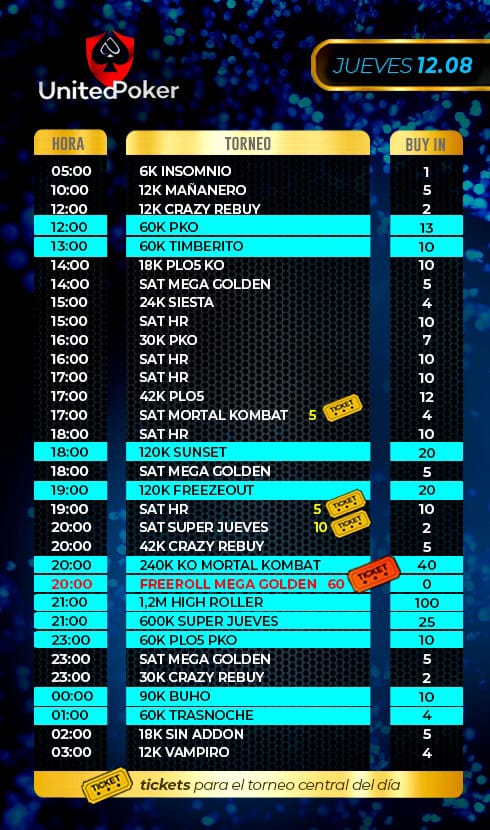 UnitedPoker
JUEVES 12.08
HORA TORNEO BUY IN
05:00 6K INSOMNIO 1
10:00 12K MAÑANERO 5
12:00 12K CRAZY REBUY 2
12:00 60K PKO 13
13:00 60K TIMBERITO 10
14:00 18K PLO5 KO 10
14:00 SAT MEGA GOLDEN 5
15:00 24K SIESTA 4
15:00 SAT HR 10
16:00 30K PKO 7
16:00 SAT HR 10
17:00 SAT HR 10
17:00 42K PLO5 12
17:00 SAT MORTAL KOMBAT 5 TICKET 4
18:00 SAT HR 10
18:00 120K SUNSET 20
18:00 SAT MEGA GOLDEN 5
19:00 120K FREEZEOUT 20
19:00 SAT HR 5 TICKET 10
20:00 SAT SUPER JUEVES 10 TICKET 2
20:00 42K CRAZY REBUY 5
20:00 240K KO MORTAL KOMBAT 40
20:00 FREEROLL MEGA GOLDEN 60 TICKET 0
21:00 1,2M HIGH ROLLER 100
21:00 600K SUPER JUEVES 25
23:00 60K PLO5 PKO 10
23:00 SAT MEGA GOLDEN 5
23:00 30K CRAZY REBUY 2
00:00 90K BUHO 10
01:00 60K TRASNOCHE 4
02:00 18K SIN ADDON 5
03:00 12K VAMPIRO 4
TICKET tickets para el torneo central del día